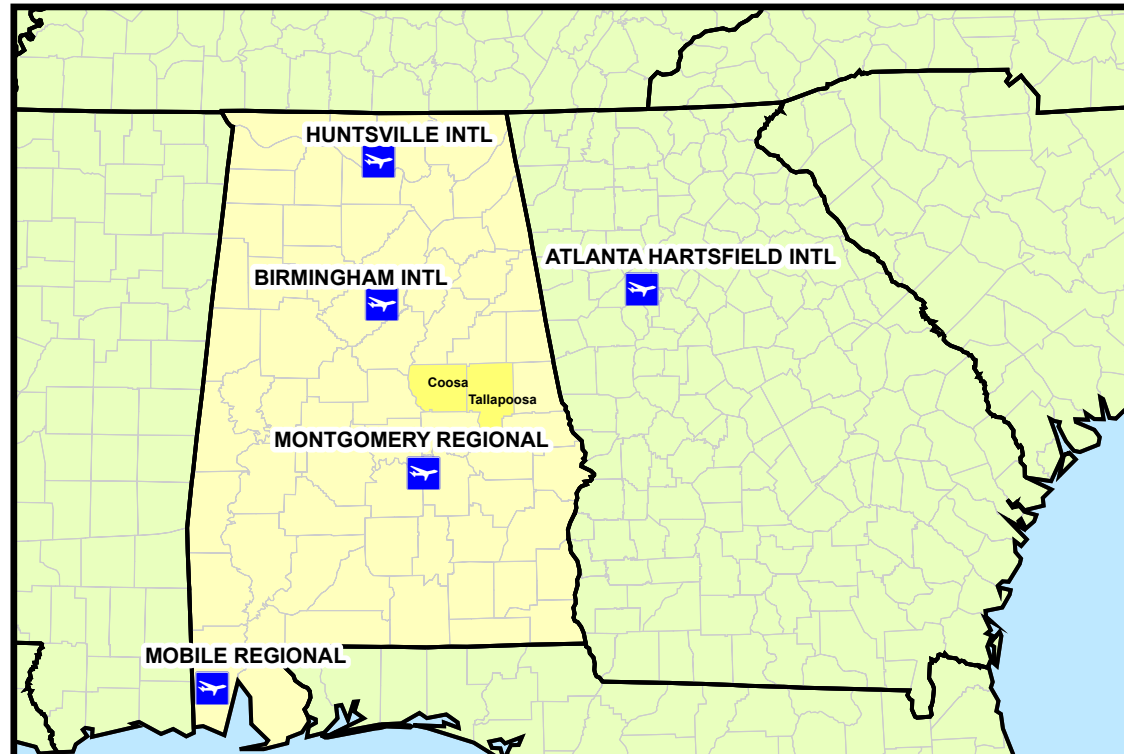 HUNTSVILLE INTL
ATLANTA HARTSFIELD INTL
BIRMINGHAM INTL
Coosa
Tallapoosa
MONTGOMERY REGIONAL
MOBILE REGIONAL